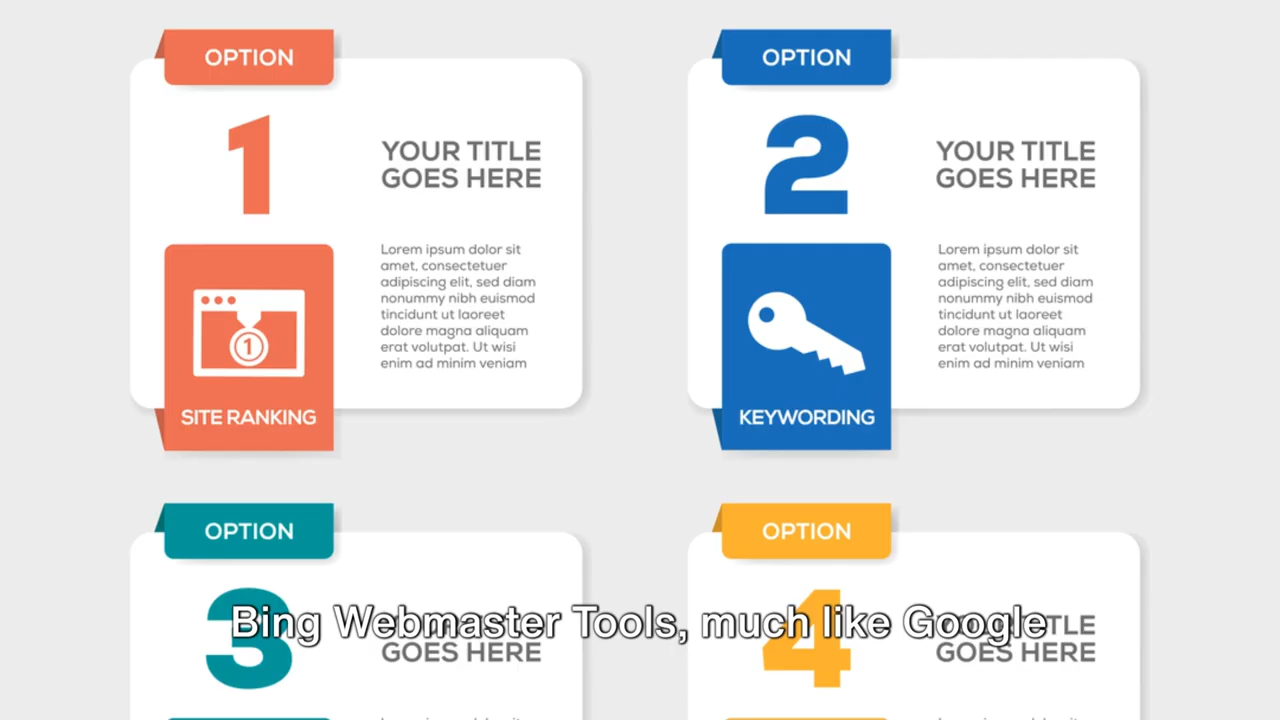 OPTION
1
YOUR TITLE
GOES HERE
Lorem ipsum dolor sit
amet, consectetuer
adipiscing elit, sed diam
nonummy nibh euismod
tincidunt ut laoreet
dolore magna aliquam
erat volutpat. Ut wisi
enim ad minim veniam
1
SITE RANKING
OPTION
2
YOUR TITLE
GOES HERE
Lorem ipsum dolor sit
amet, consectetuer
adipiscing elit, sed diam
nonummy nibh euismod
tincidunt ut laoreet
dolore magna aliquam
erat volutpat. Ut wisi
enim ad minim veniam
KEYWORDING
OPTION
3
GOES HERE
OPTION
4
GOES HERE
Bing Webmaster Tools, much like Google